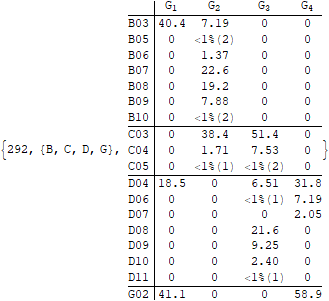 G1 G2 G3 G4
B03 40.4 7.19 0 0
B05 0 <1%(2) 0 0
B06 0 1.37 0 0
B07 0 22.6 0 0
B08 0 19.2 0 0
B09 0 7.88 0 0
B10 0 <1%(2) 0 0
C03 0 38.4 51.4 0
{292, {B, C, D, G}, C04 0 1.71 7.53 0 }
C05 0 <1%(1) <1%(2) 0
D04 18.5 0 6.51 31.8
D06 0 0 <1%(1) 7.19
D07 0 0 0 2.05
D08 0 0 21.6 0
D09 0 0 9.25 0
D10 0 0 2.40 0
D11 0 0 <1%(1) 0
G02 41.1 0 0 58.9